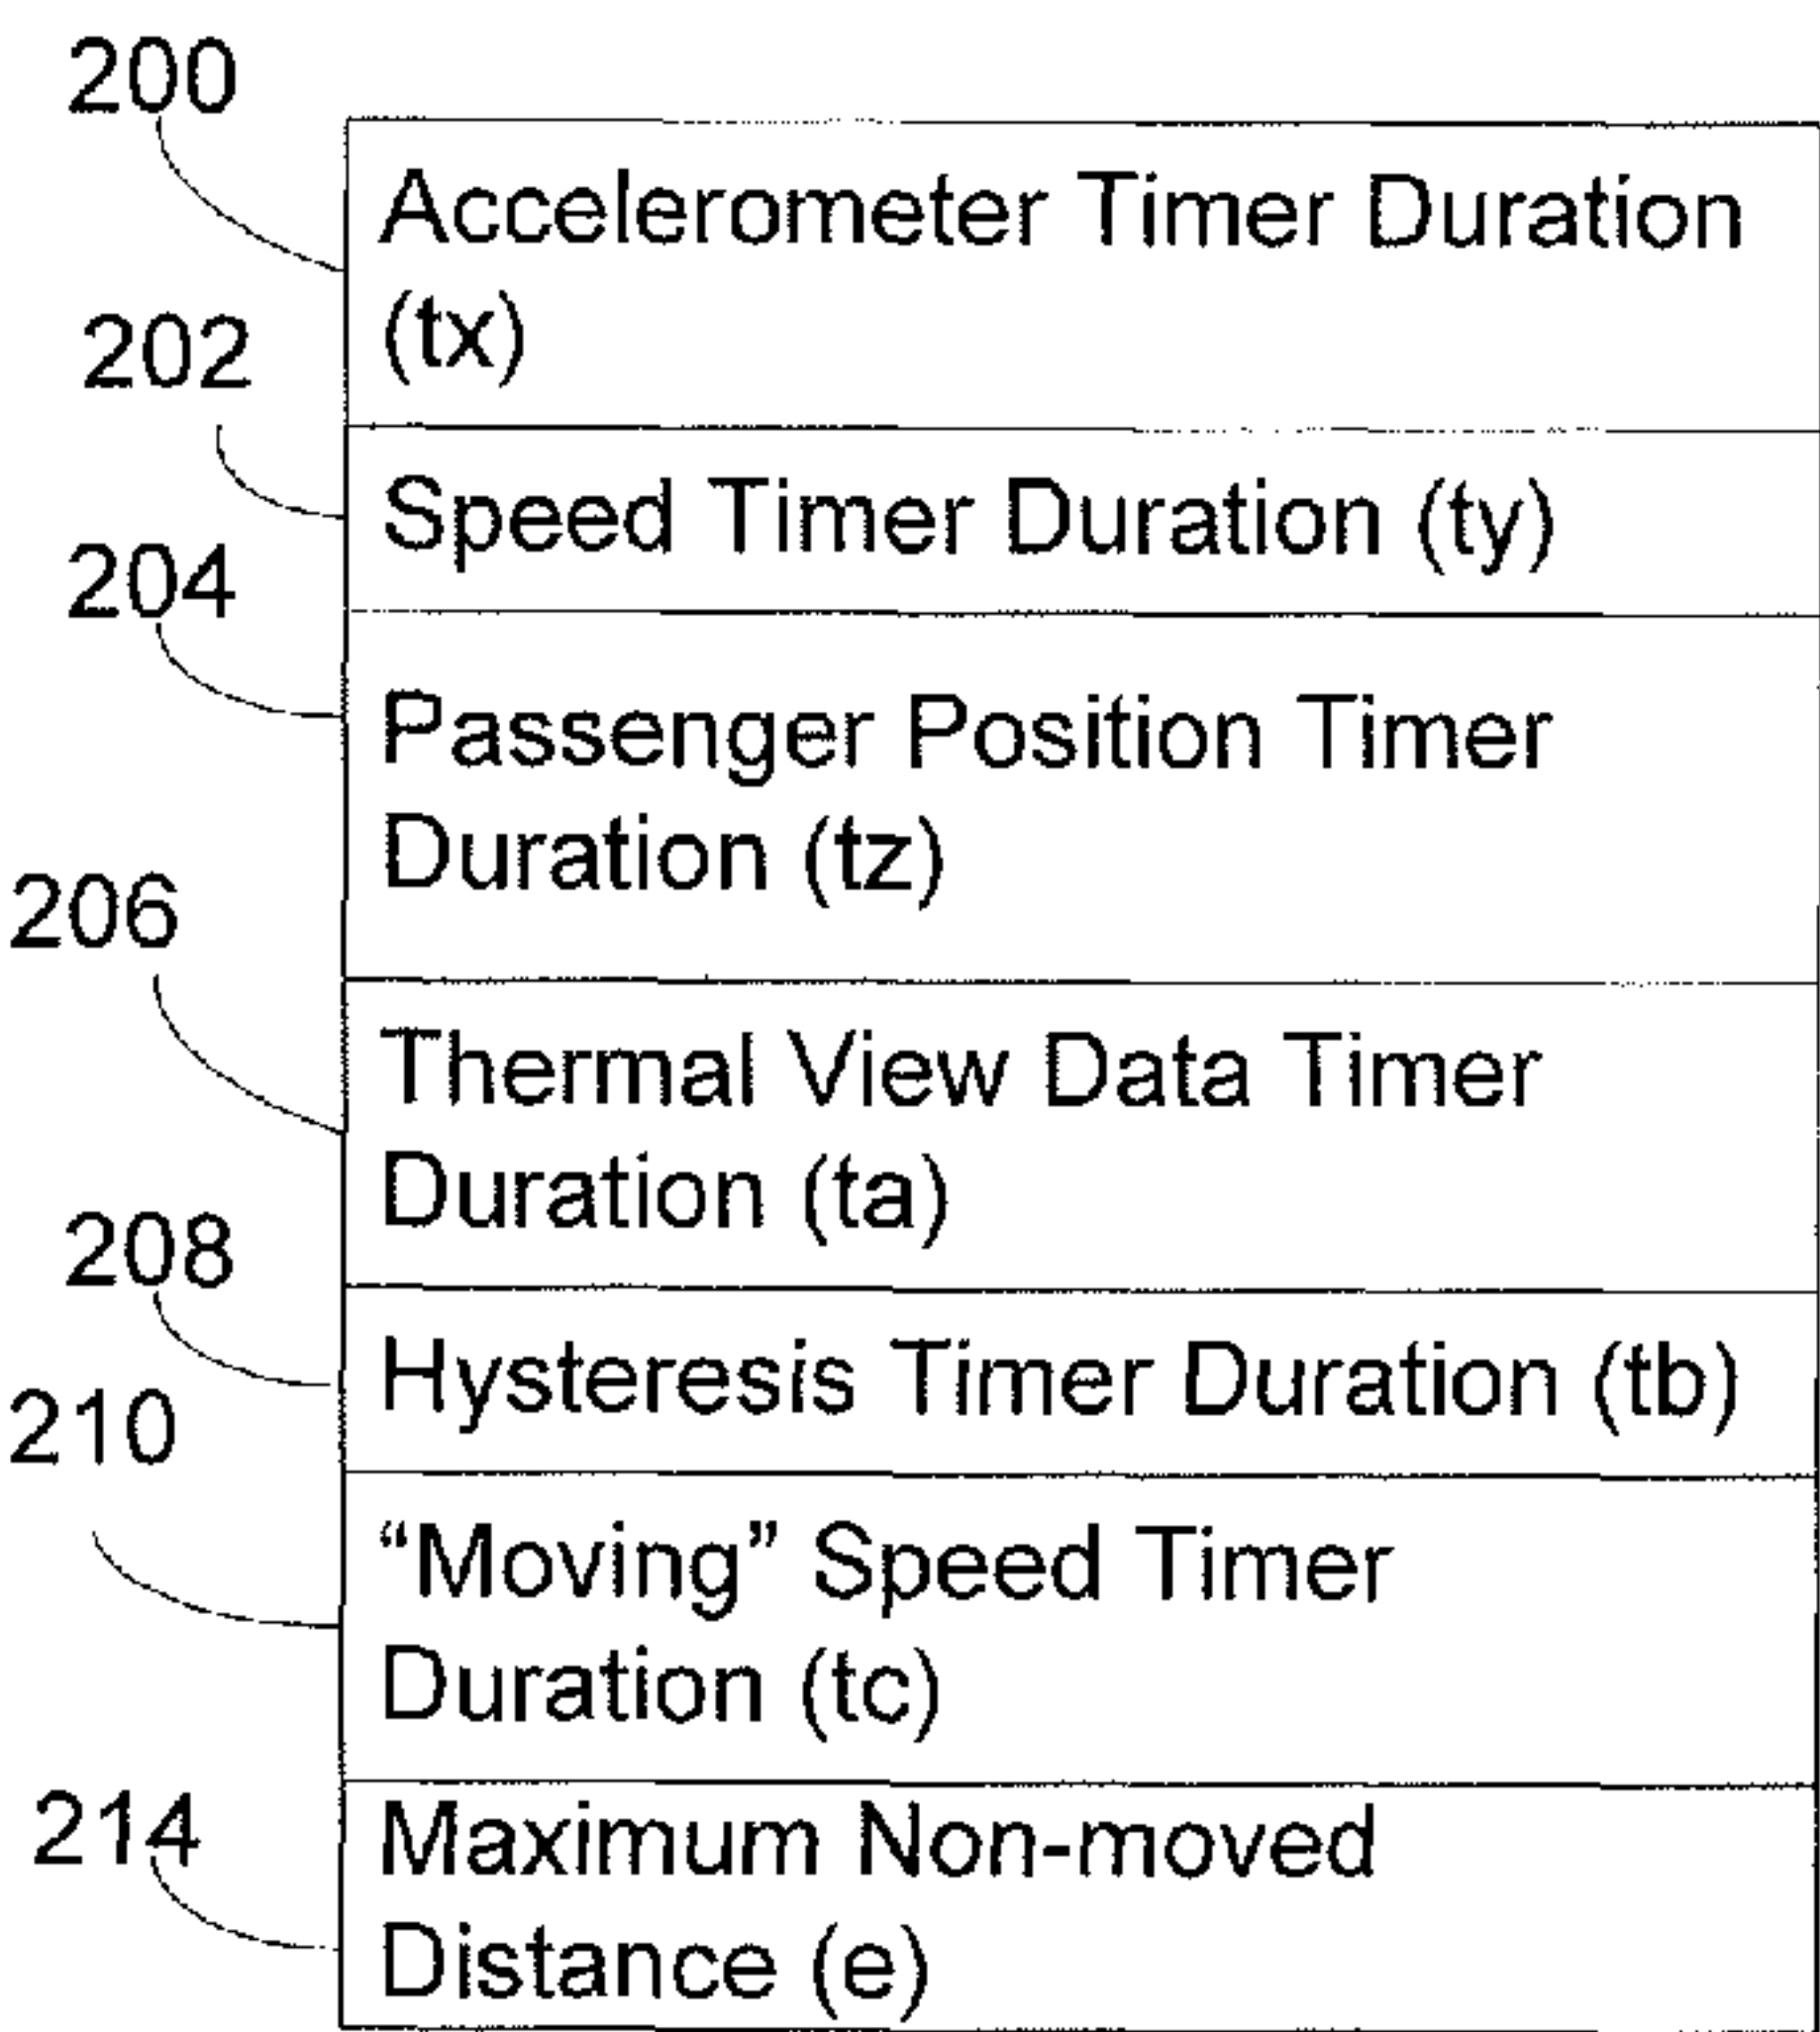 200
Accelerometer Timer Duration
(tx)
202
Speed Timer Duration (ty)
204
Passenger Position Timer
Duration (tz)
206
Thermal View Data Timer
Duration (ta)
208
Hysteresis Timer Duration (tb)
210
“Moving” Speed Timer
Duration (tc)
214
Maximum Non-moved
Distance (e)